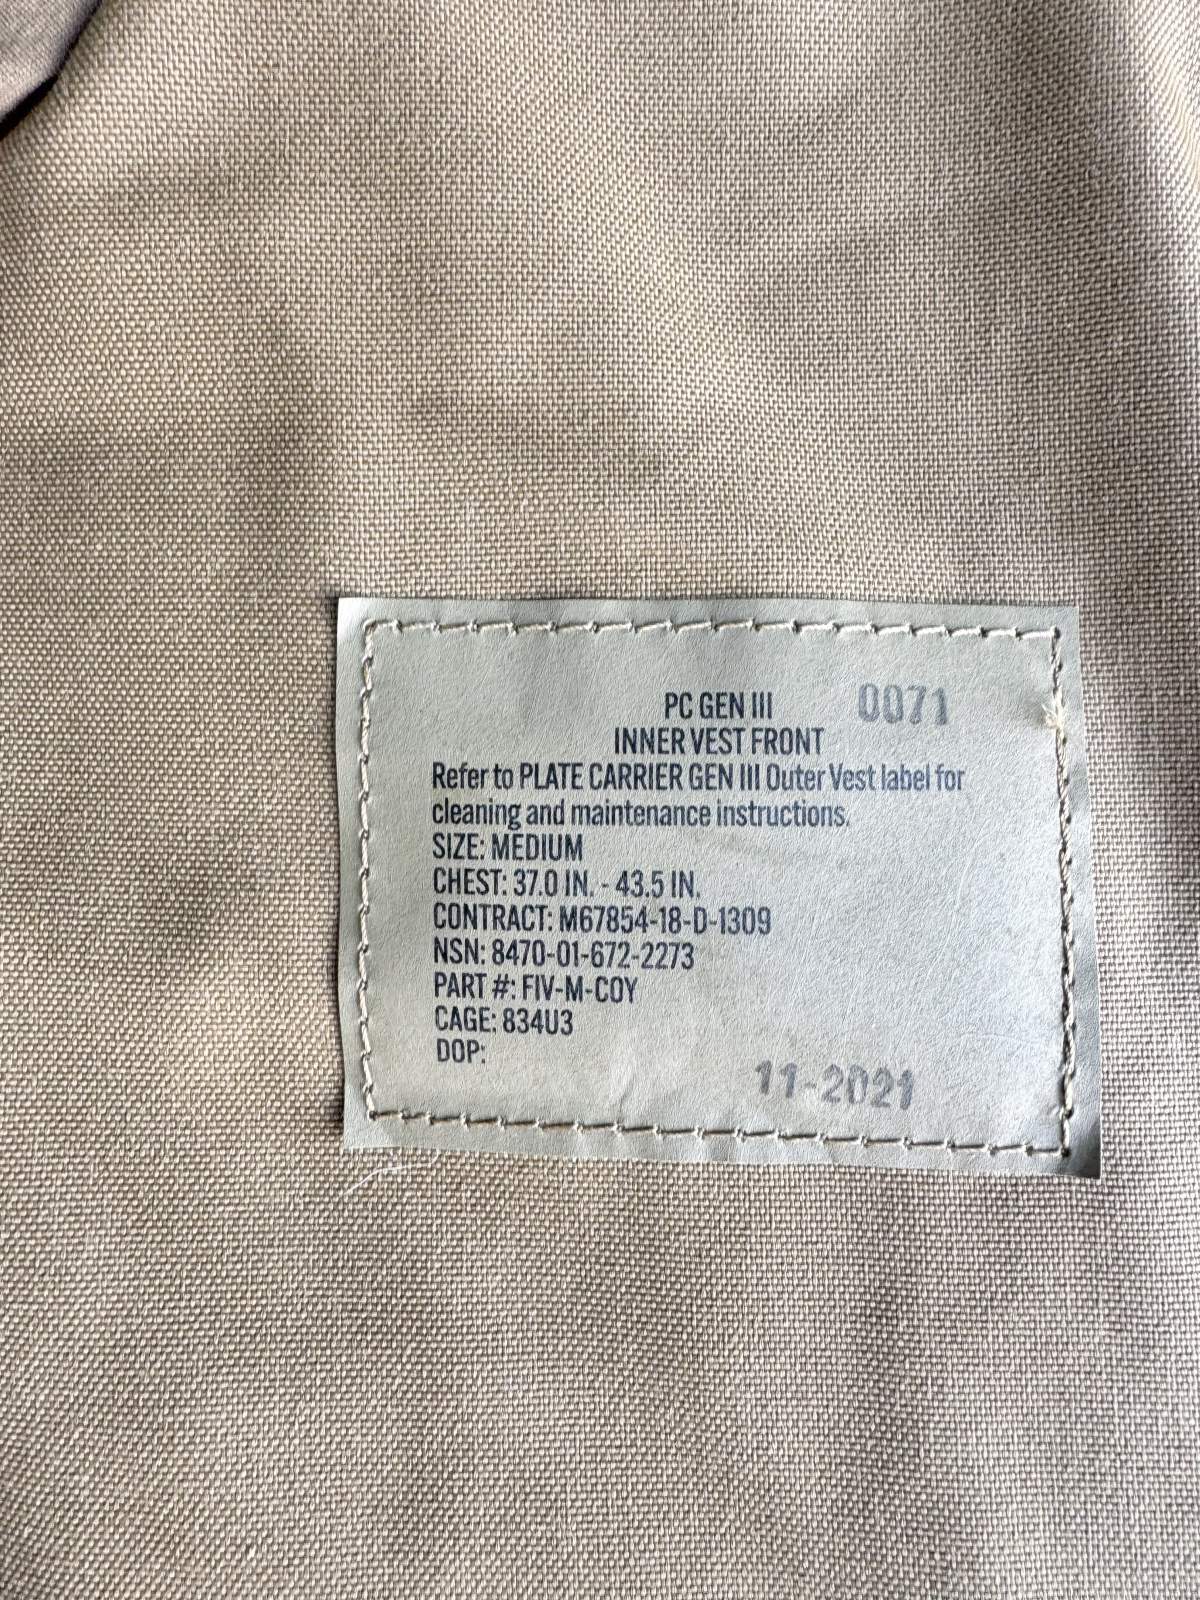 PC GEN III 0071
INNER VEST FRONT
Refer to PLATE CARRIER GEN III Outer Vest label for
cleaning and maintenance instructions.
SIZE: MEDIUM
CHEST: 37.0 IN. - 43.5 IN.
CONTRACT: M67854-18-D-1309
NSN: 8470-01-672-2273
PART #: FIV-M-COY
CAGE: 834U3
DOP:
11-2021